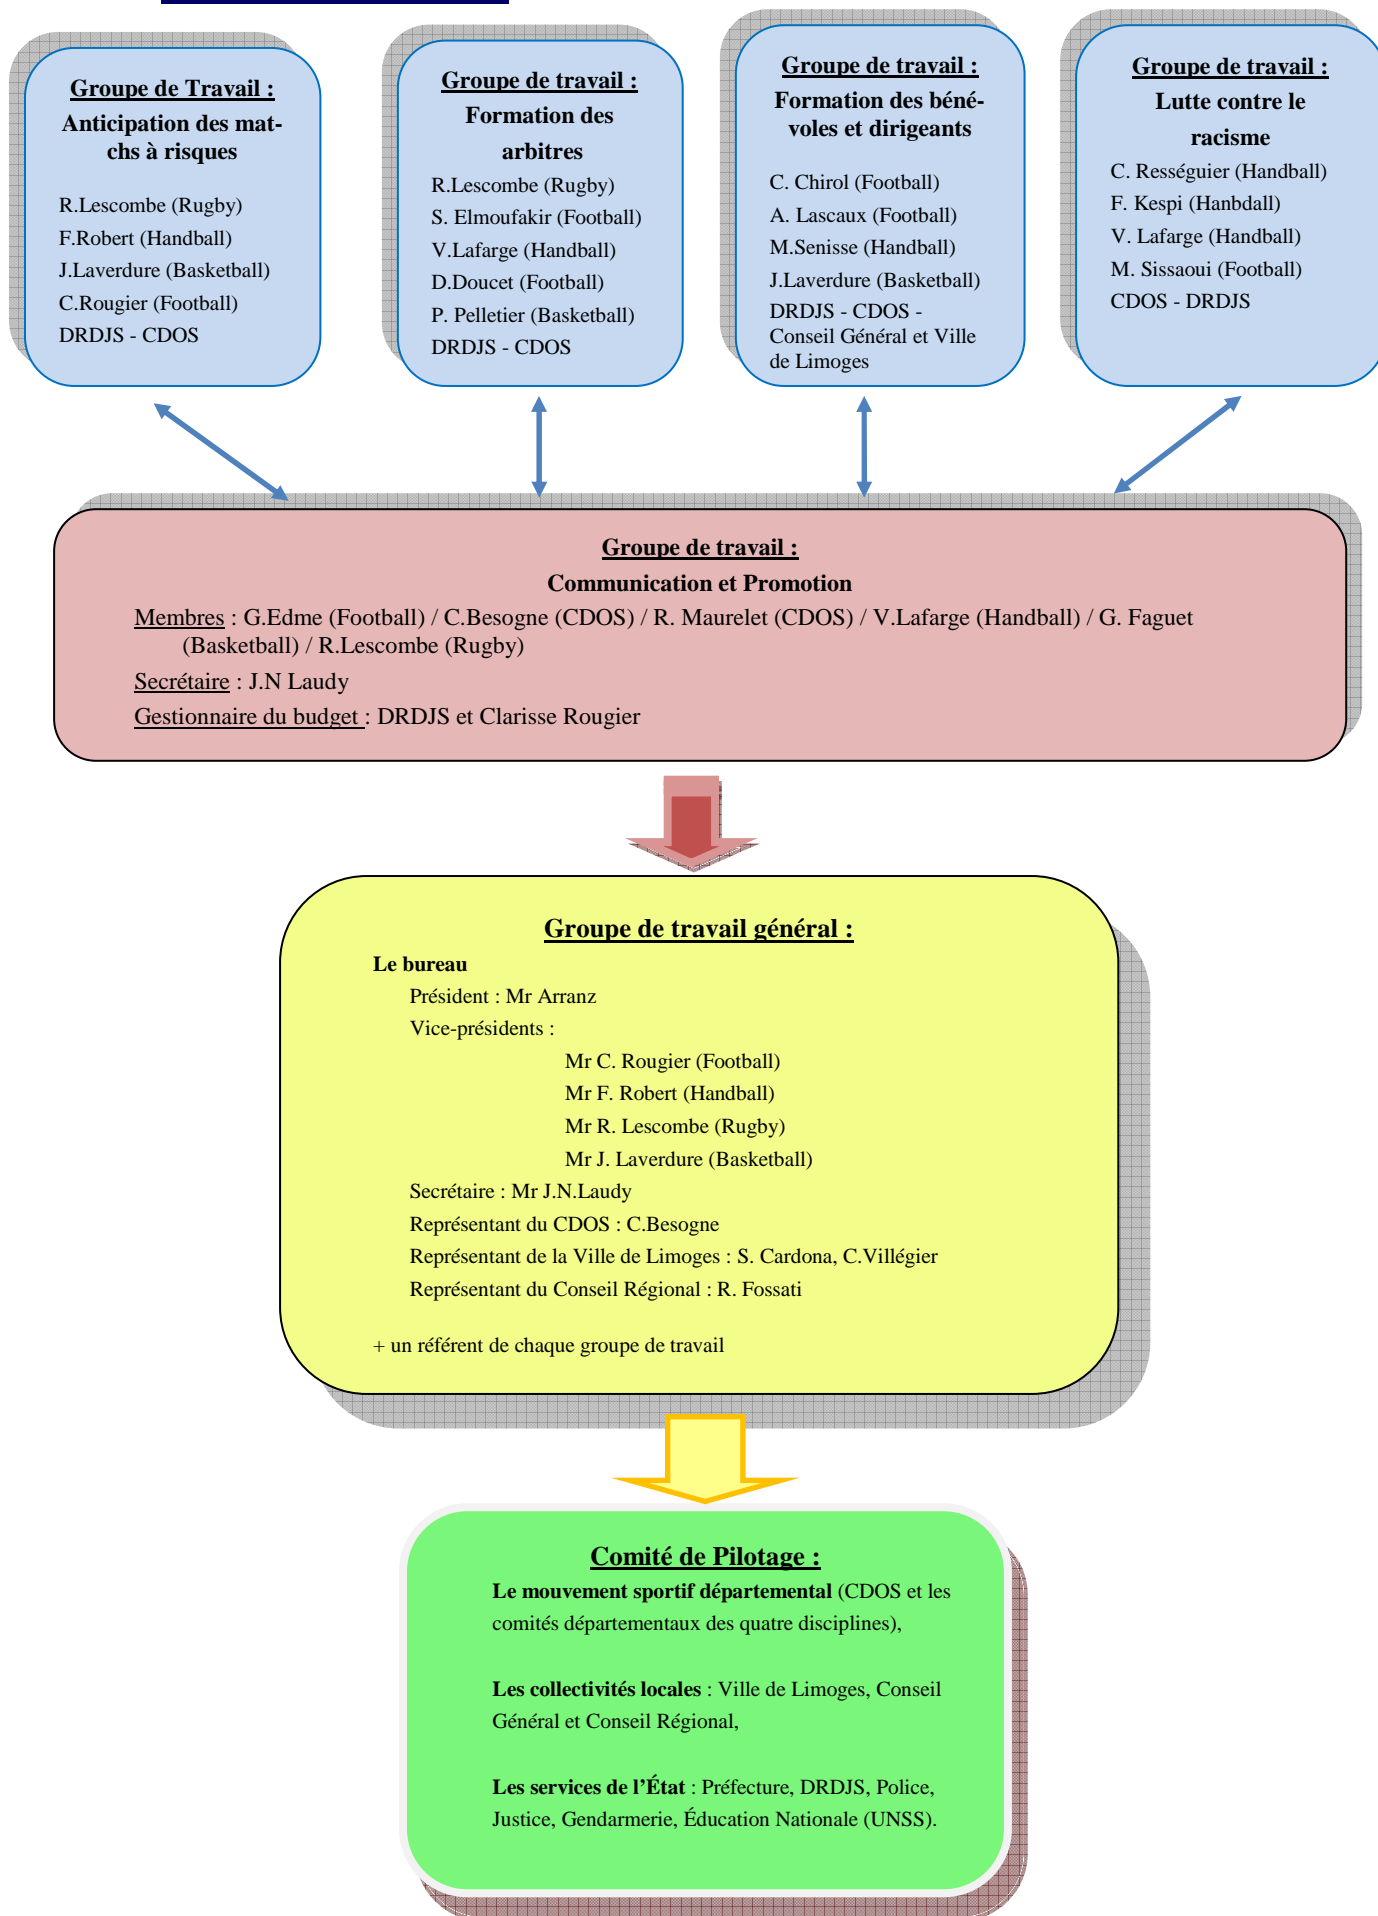 Groupe de Travail :
Anticipation des mat-
chs à risques
R.Lescombe (Rugby)
F.Robert (Handball)
J.Laverdure (Basketball)
C.Rougier (Football)
DRDJS - CDOS
Groupe de travail :
Formation des
arbitres
R.Lescombe (Rugby)
S. Elmoufakir (Football)
V.Lafarge (Handball)
D.Doucet (Football)
P. Pelletier (Basketball)
DRDJS - CDOS
Groupe de travail :
Formation des béné-
voles et dirigeants
C. Chirol (Football)
A. Lascaux (Football)
M.Senisse (Handball)
J.Laverdure (Basketball)
DRDJS - CDOS -
Conseil Général et Ville
de Limoges
Groupe de travail :
Lutte contre le
racisme
C. Rességuier (Handball)
F. Kespi (Hanbdall)
V. Lafarge (Handball)
M. Sissaoui (Football)
CDOS - DRDJS
Groupe de travail :
Communication et Promotion
Membres : G.Edme (Football) / C.Besogne (CDOS) / R. Maurelet (CDOS) / V.Lafarge (Handball) / G. Faguet
(Basketball) / R.Lescombe (Rugby)
Secrétaire : J.N Laudy
Gestionnaire du budget : DRDJS et Clarisse Rougier
Groupe de travail général :
Le bureau
Président : Mr Arranz
Vice-présidents :
Mr C. Rougier (Football)
Mr F. Robert (Handball)
Mr R. Lescombe (Rugby)
Mr J. Laverdure (Basketball)
Secrétaire : Mr J.N.Laudy
Représentant du CDOS : C.Besogne
Représentant de la Ville de Limoges : S. Cardona, C.Villégier
Représentant du Conseil Régional : R. Fossati
+ un référent de chaque groupe de travail
Comité de Pilotage :
Le mouvement sportif départemental (CDOS et les
comités départementaux des quatre disciplines),
Les collectivités locales : Ville de Limoges, Conseil
Général et Conseil Régional,
Les services de l’État : Préfecture, DRDJS, Police,
Justice, Gendarmerie, Éducation Nationale (UNSS).